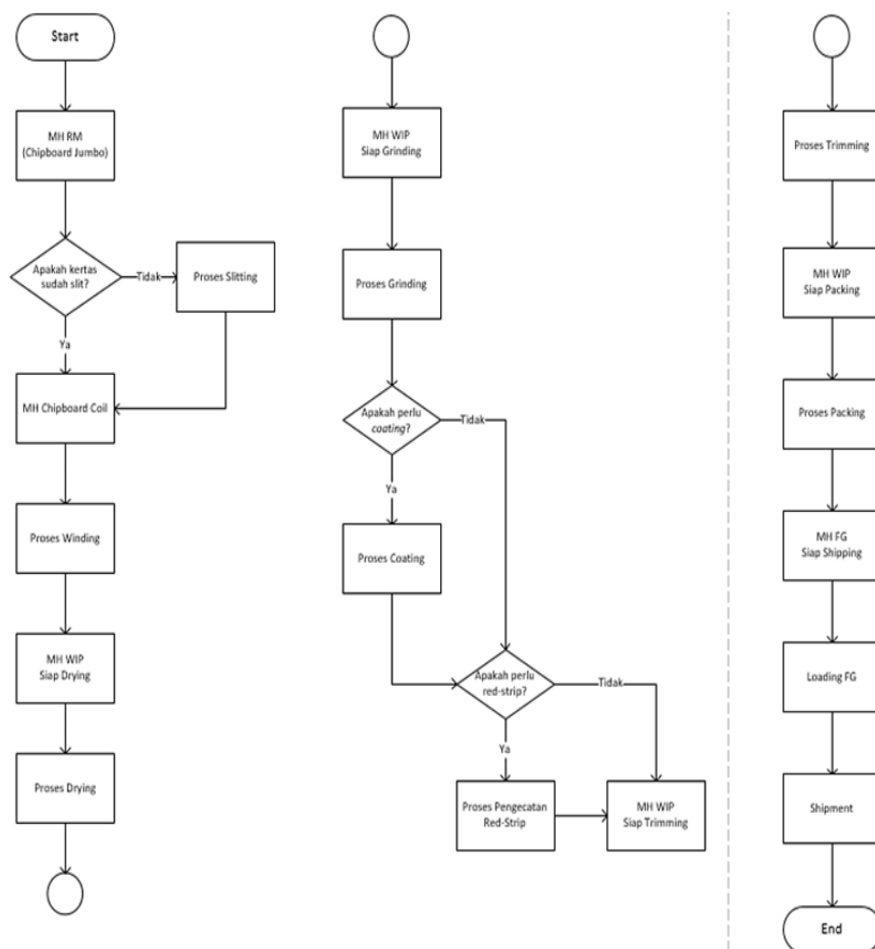 Start
MH RM
(Chipboard Jumbo)
Apakah kertas
sudah slit?
Tidak
Proses Slitting
Ya
MH Chipboard Coil
Proses Winding
MH WIP
Siap Drying
Proses Drying
MH WIP
Siap Grinding
Proses Grinding
Apakah perlu
coating?
Tidak
Ya
Proses Coating
Apakah perlu
red-strip?
Tidak
Ya
Proses Pengecatan
Red-Strip
MH WIP
Siap Trimming
Proses Trimming
MH WIP
Siap Packing
Proses Packing
MH FG
Siap Shipping
Loading FG
Shipment
End